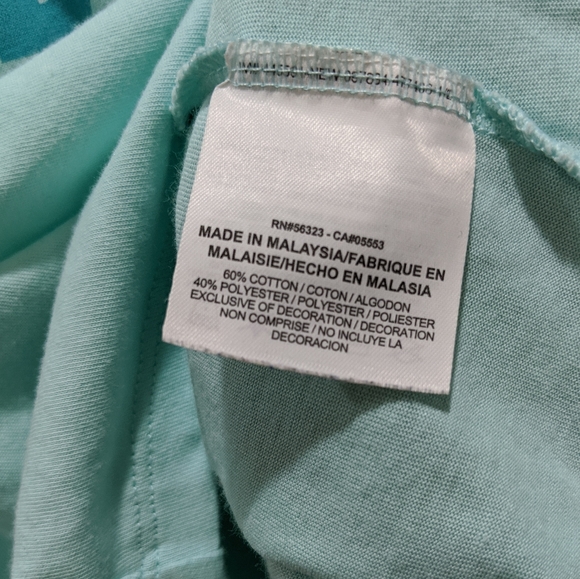 RN#56323 - CA#05553
MADE IN MALAYSIA/FABRIQUE EN
MALAISIE/HECHO EN MALASIA
60% COTTON / COTON / ALGODON
40% POLYESTER / POLYESTER / POLIESTER
EXCLUSIVE OF DECORATION / DECORATION
NON COMPRISE / NO INCLUYE LA
DECORACION